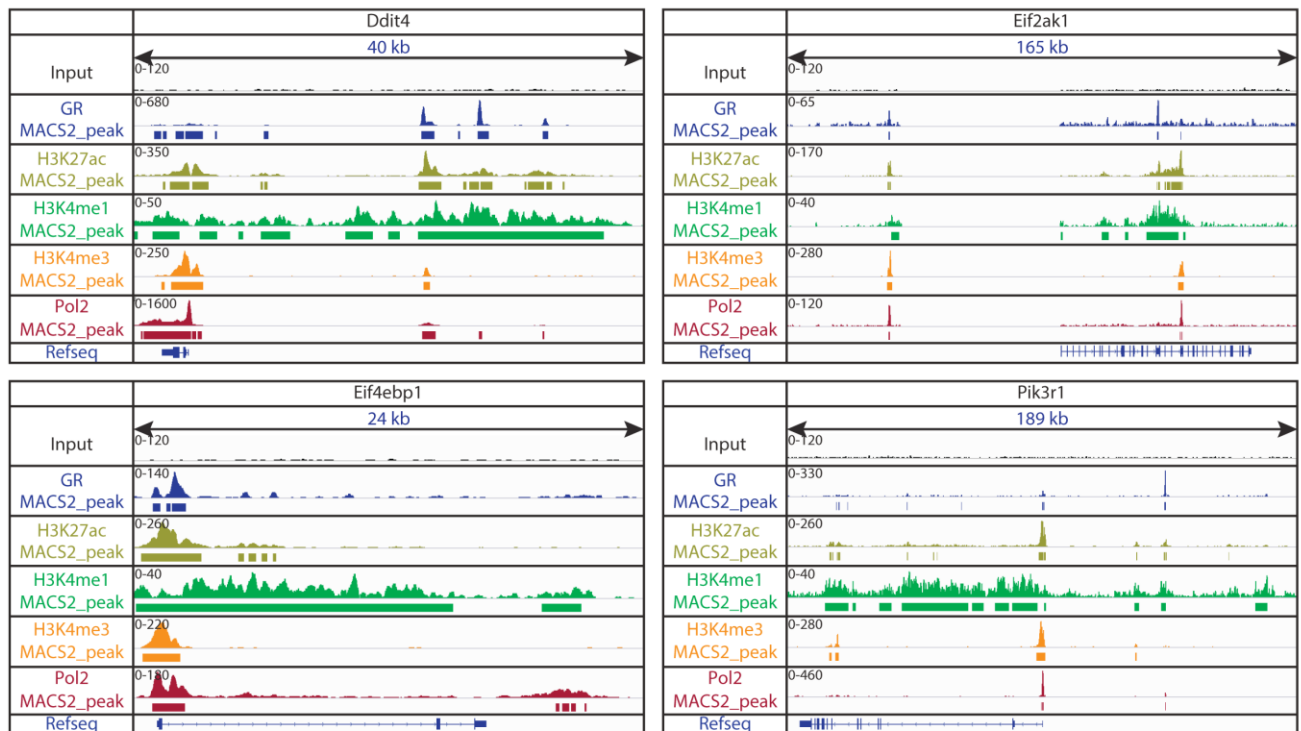 Ddit4
40 kb
Input
0-120
GR
MACS2_peak
0-680
H3K27ac
MACS2_peak
0-350
H3K4me1
MACS2_peak
0-50
H3K4me3
MACS2_peak
0-250
Pol2
MACS2_peak
0-1600
Refseq
Eif2ak1
165 kb
Input
0-120
GR
MACS2_peak
0-65
H3K27ac
MACS2_peak
0-170
H3K4me1
MACS2_peak
0-40
H3K4me3
MACS2_peak
0-280
Pol2
MACS2_peak
0-120
Refseq
Eif4ebp1
24 kb
Input
0-120
GR
MACS2_peak
0-140
H3K27ac
MACS2_peak
0-260
H3K4me1
MACS2_peak
0-40
H3K4me3
MACS2_peak
0-220
Pol2
MACS2_peak
0-180
Refseq
Pik3r1
189 kb
Input
0-120
GR
MACS2_peak
0-330
H3K27ac
MACS2_peak
0-260
H3K4me1
MACS2_peak
0-40
H3K4me3
MACS2_peak
0-280
Pol2
MACS2_peak
0-460
Refseq